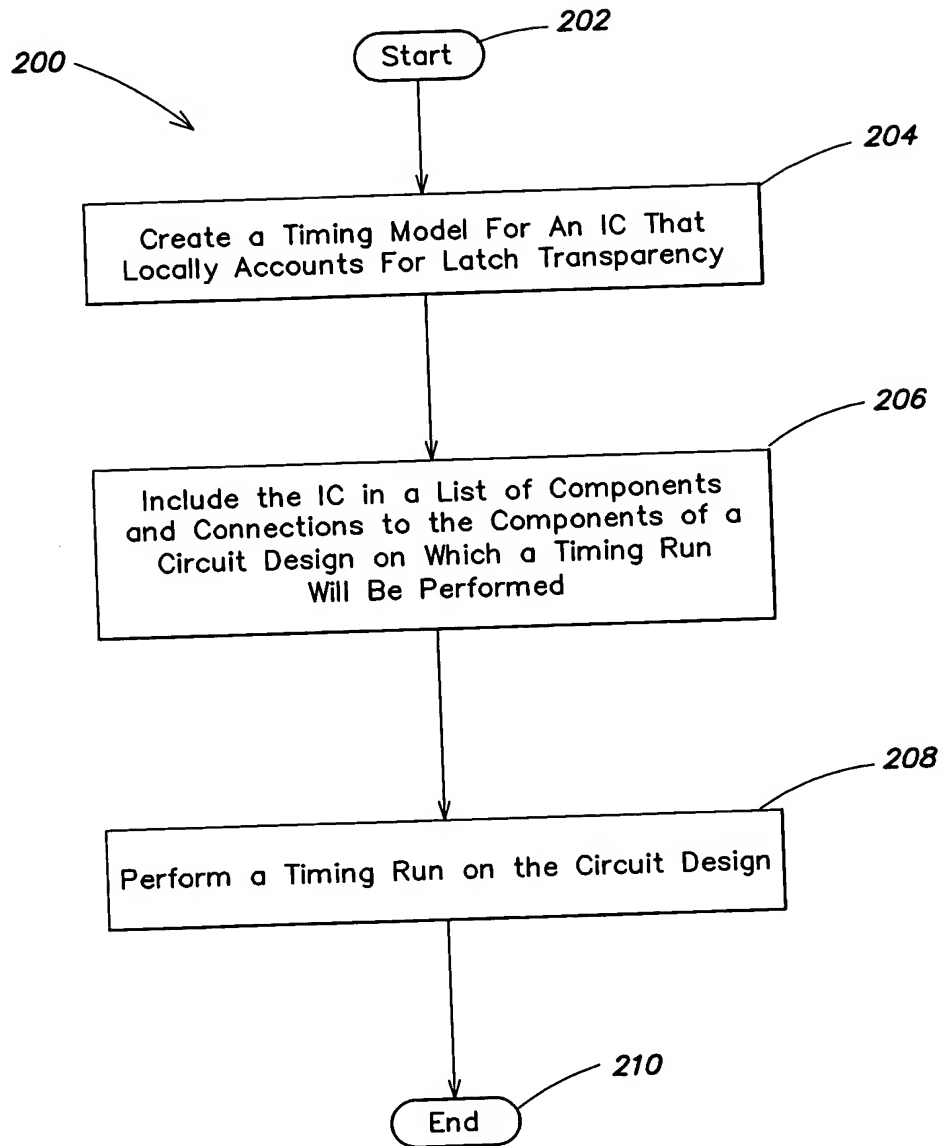 202
Start
200
204
Create a Timing Model For An IC That
Locally Accounts For Latch Transparency
206
Include the IC in a List of Components
and Connections to the Components of a
Circuit Design on Which a Timing Run
Will Be Performed
208
Perform a Timing Run on the Circuit Design
210
End